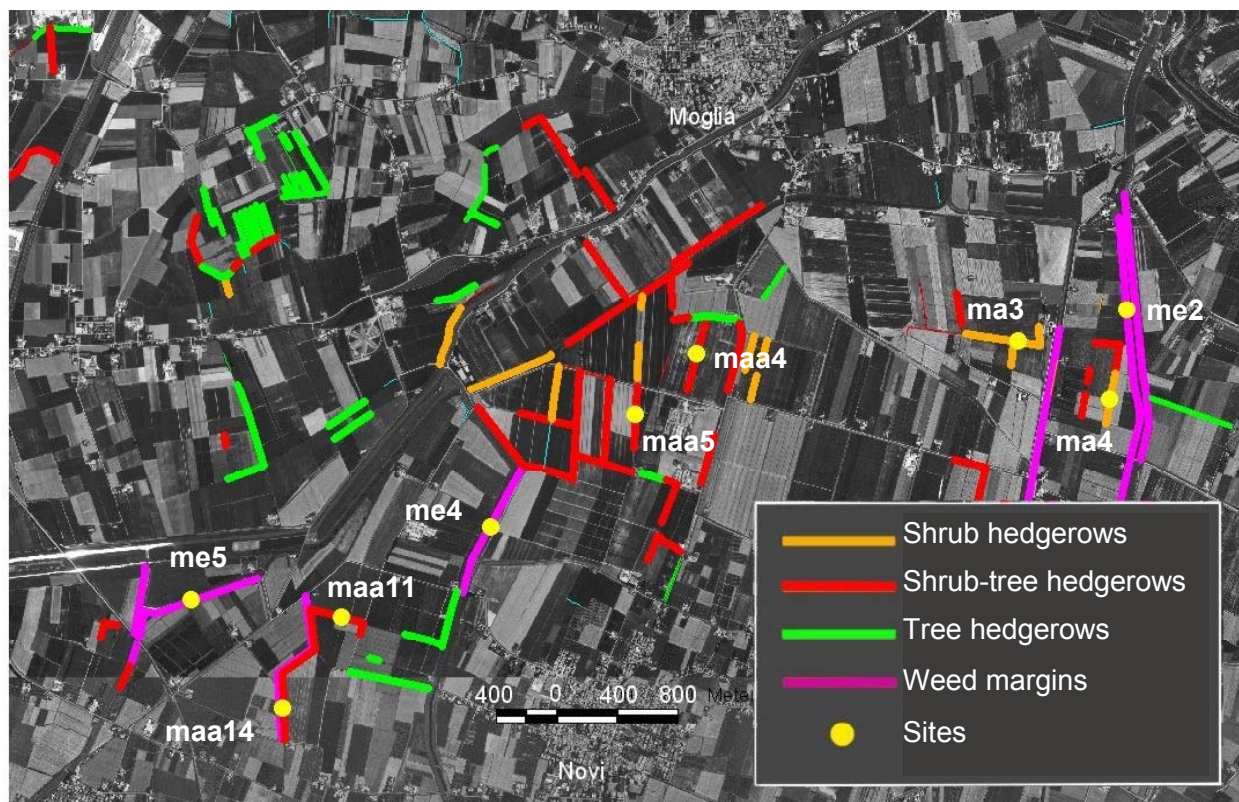 Moglia
ma3
me2
maa4
ma4
maa5
me4
me5
maa11
maa14
400 0 400 800 Mete
Novi
Shrub hedgerows
Shrub-tree hedgerows
Tree hedgerows
Weed margins
Sites